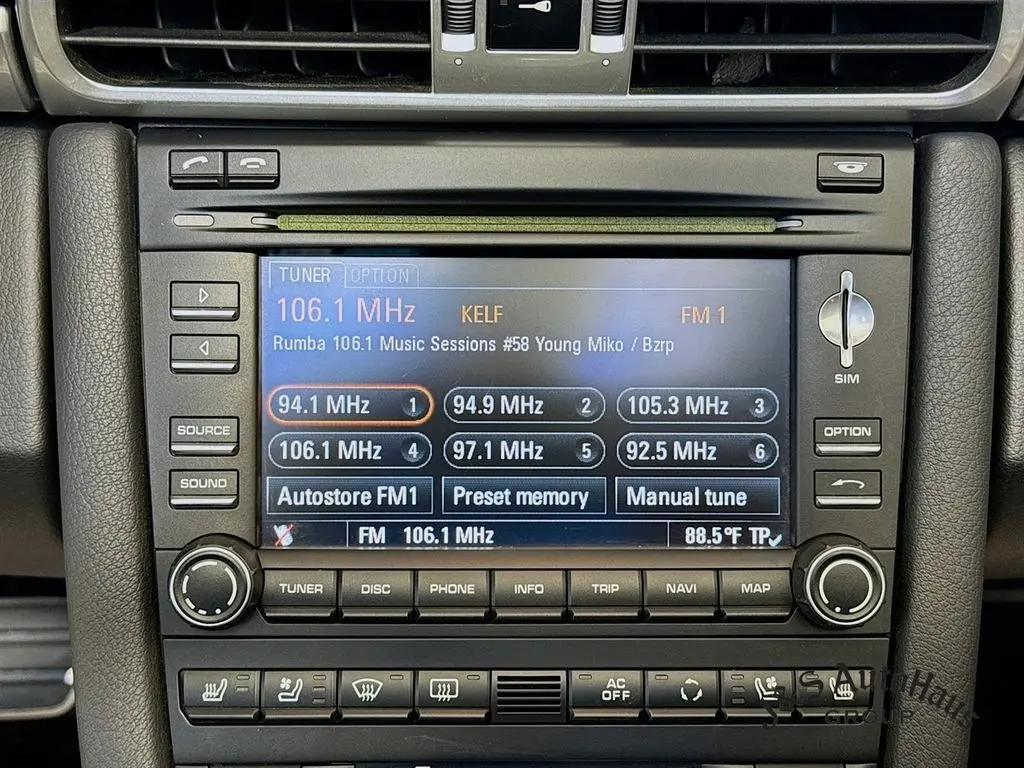 TUNER OPTION
106.1 MHz KELF FM 1
Rumba 106.1 Music Sessions #58 Young Miko / Bzrp
94.1 MHz 1 94.9 MHz 2 105.3 MHz 3
106.1 MHz 4 97.1 MHz 5 92.5 MHz 6
Autostore FM1 Preset memory Manual tune
FM 106.1 MHz 88.5°F TP
SOURCE
SOUND
SIM
OPTION
TUNER DISC PHONE INFO TRIP NAVI MAP
AC OFF
AutoHaus
GROUP